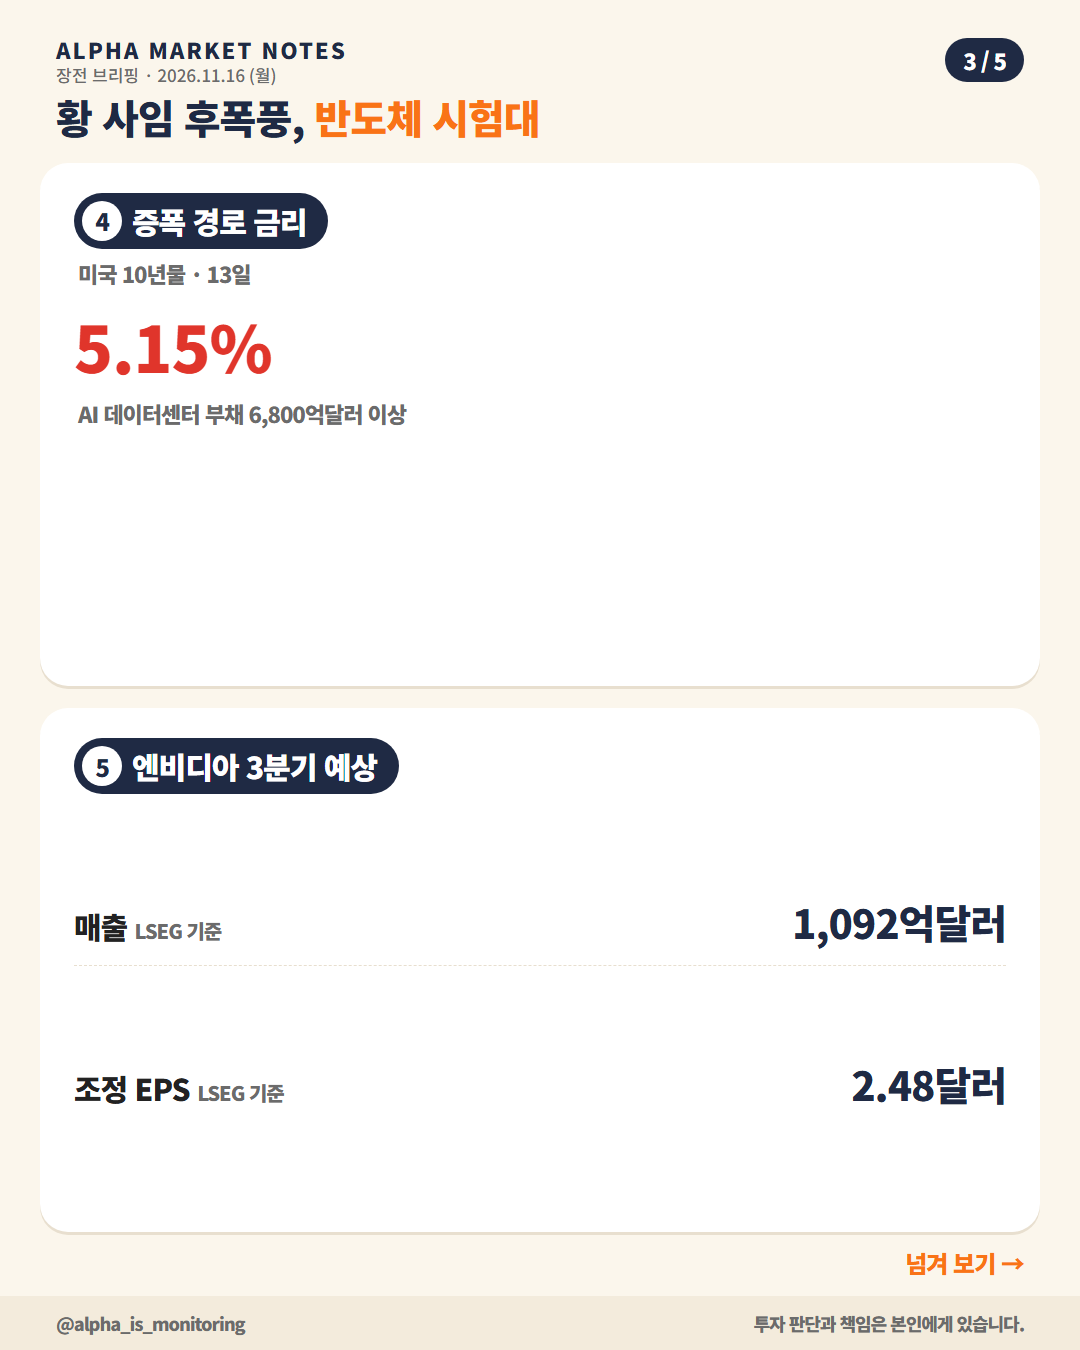 ALPHA MARKET NOTES
장전 브리핑 · 2026.11.16 (월)
3 / 5
황 사임 후폭풍, 반도체 시험대
4 증폭 경로 금리
미국 10년물 · 13일
5.15%
AI 데이터센터 부채 6,800억달러 이상
5 엔비디아 3분기 예상
매출 LSEG 기준 1,092억달러
조정 EPS LSEG 기준 2.48달러
넘겨 보기 →
@alpha_is_monitoring 투자 판단과 책임은 본인에게 있습니다.